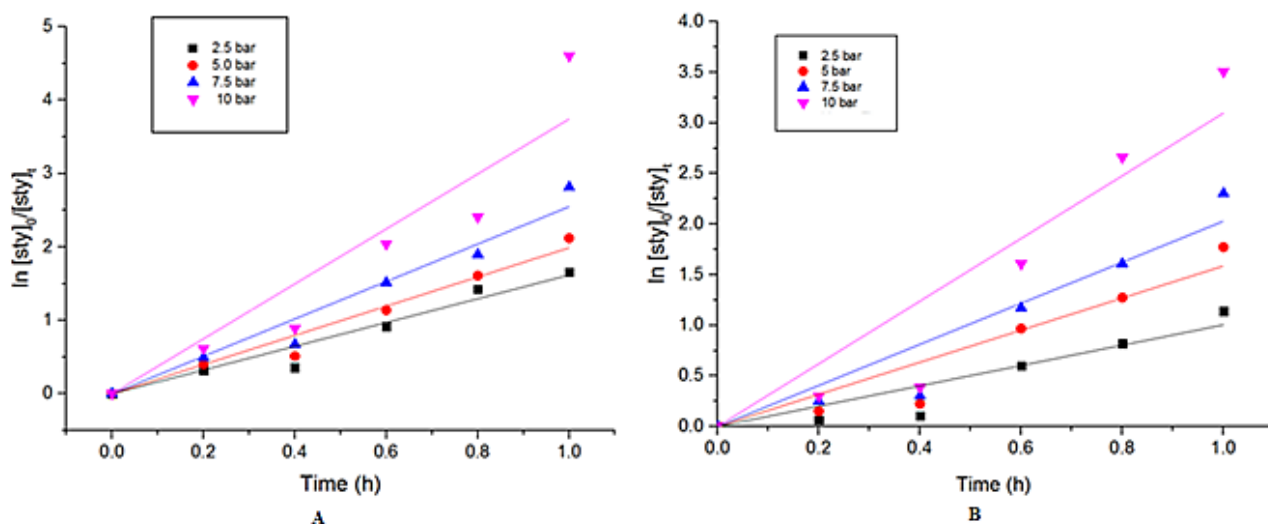 5
4
3
2
1
0
ln [sty]₀/[sty]ₜ
2.5 bar
5.0 bar
7.5 bar
10 bar
0.0 0.2 0.4 0.6 0.8 1.0
Time (h)
A
4.0
3.5
3.0
2.5
2.0
1.5
1.0
0.5
0.0
ln [sty]₀/[sty]ₜ
2.5 bar
5 bar
7.5 bar
10 bar
0.0 0.2 0.4 0.6 0.8 1.0
Time (h)
B